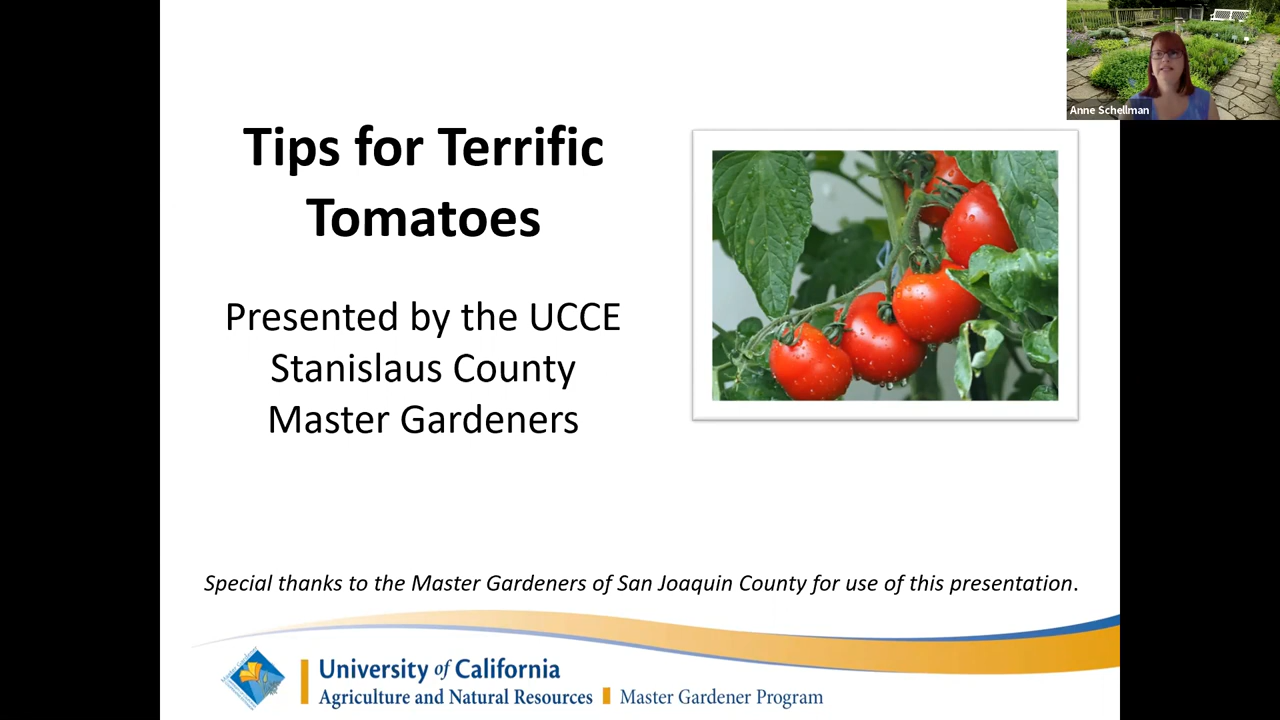 Anne Schellman
Tips for Terrific
Tomatoes
Presented by the UCCE
Stanislaus County
Master Gardeners
Special thanks to the Master Gardeners of San Joaquin County for use of this presentation.
University of California
Agriculture and Natural Resources
Master Gardener Program